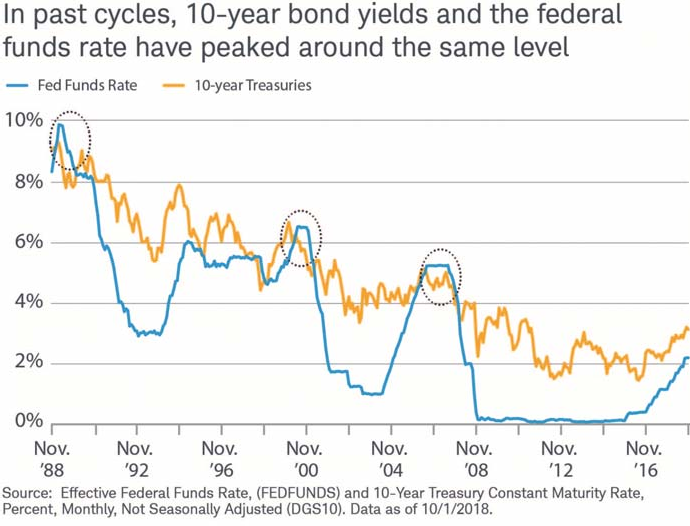 In past cycles, 10-year bond yields and the federal
funds rate have peaked around the same level
Fed Funds Rate
10-year Treasuries
10%
8%
6%
4%
2%
0%
Nov. Nov. Nov. Nov. Nov. Nov. Nov. Nov.
’88 ’92 ’96 ’00 ’04 ’08 ’12 ’16
Source: Effective Federal Funds Rate, (FEDFUNDS) and 10-Year Treasury Constant Maturity Rate,
Percent, Monthly, Not Seasonally Adjusted (DGS10). Data as of 10/1/2018.